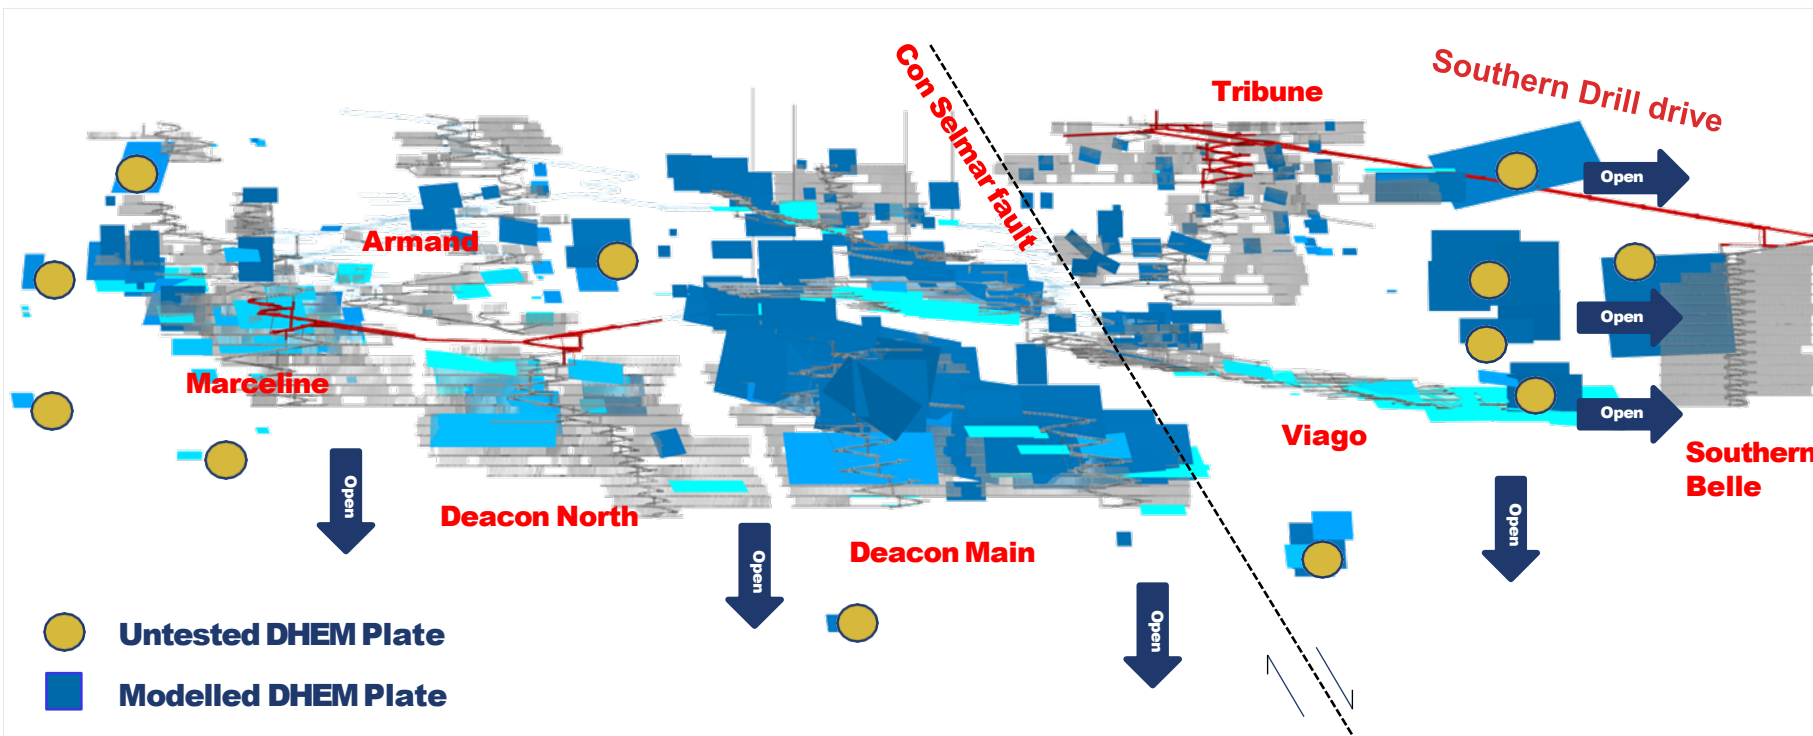 Con Selmar fault
Tribune
Southern Drill drive
Open
Armand
Open
Marceline
Open
Viago
Southern
Belle
Open
Deacon North
Open
Deacon Main
Open
Open
Untested DHEM Plate
Modelled DHEM Plate